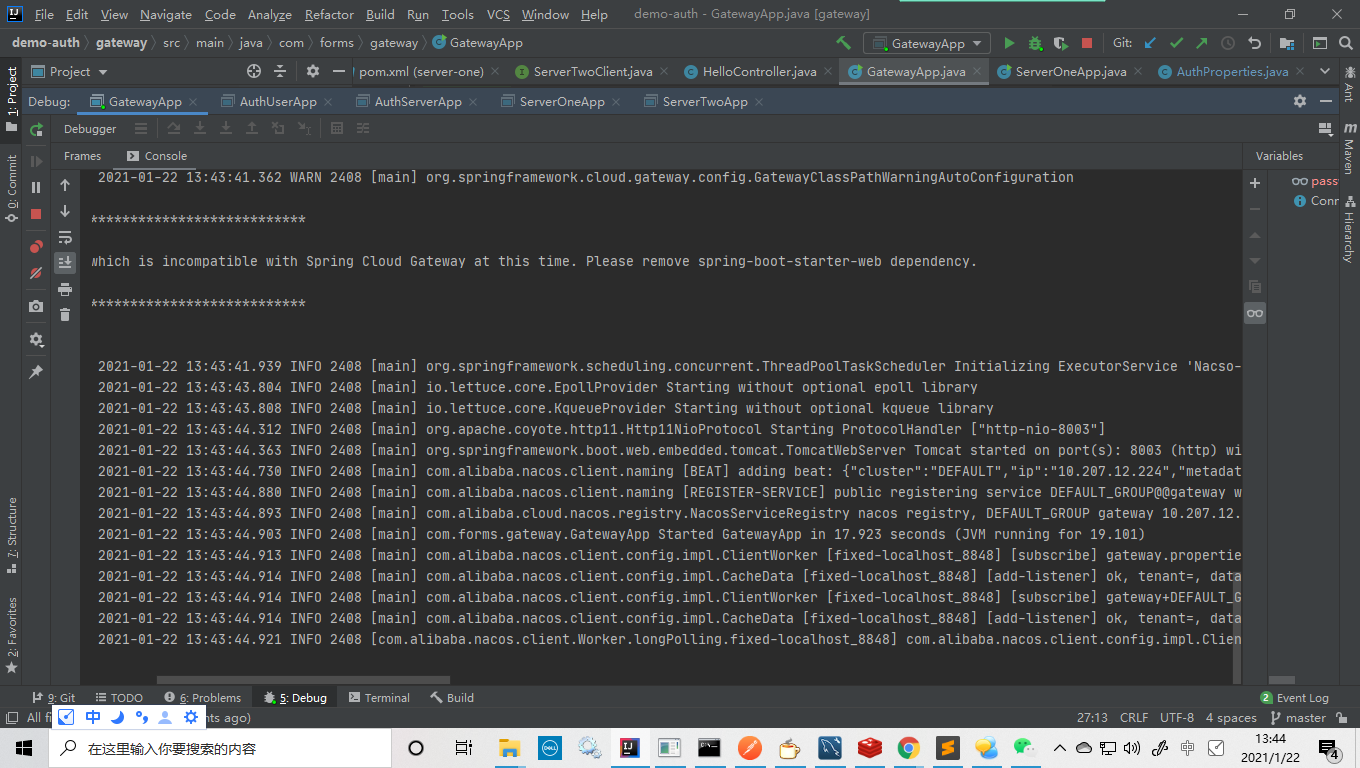 File Edit View Navigate Code Analyze Refactor Build Run Tools VCS Window Help demo-auth - GatewayApp.java [gateway]
demo-auth gateway src main java com forms gateway GatewayApp GatewayApp Git:
Project pom.xml (server-one) ServerTwoClient.java HelloController.java GatewayApp.java ServerOneApp.java AuthProperties.java
Debug: GatewayApp AuthUserApp AuthServerApp ServerOneApp ServerTwoApp
Debugger
Frames Console Variables
2021-01-22 13:43:41.362 WARN 2408 [main] org.springframework.cloud.gateway.config.GatewayClassPathWarningAutoConfiguration
***************************
which is incompatible with Spring Cloud Gateway at this time. Please remove spring-boot-starter-web dependency.
***************************
2021-01-22 13:43:41.939 INFO 2408 [main] org.springframework.scheduling.concurrent.ThreadPoolTaskScheduler Initializing ExecutorService 'Nacso-
2021-01-22 13:43:43.804 INFO 2408 [main] io.lettuce.core.EpollProvider Starting without optional epoll library
2021-01-22 13:43:43.808 INFO 2408 [main] io.lettuce.core.KqueueProvider Starting without optional kqueue library
2021-01-22 13:43:44.312 INFO 2408 [main] org.apache.coyote.http11.Http11NioProtocol Starting ProtocolHandler ["http-nio-8003"]
2021-01-22 13:43:44.363 INFO 2408 [main] org.springframework.boot.web.embedded.tomcat.TomcatWebServer Tomcat started on port(s): 8003 (http) wi
2021-01-22 13:43:44.730 INFO 2408 [main] com.alibaba.nacos.client.naming [BEAT] adding beat: {"cluster":"DEFAULT","ip":"10.207.12.224","metadat
2021-01-22 13:43:44.880 INFO 2408 [main] com.alibaba.nacos.client.naming [REGISTER-SERVICE] public registering service DEFAULT_GROUP@@gateway w
2021-01-22 13:43:44.893 INFO 2408 [main] com.alibaba.cloud.nacos.registry.NacosServiceRegistry nacos registry, DEFAULT_GROUP gateway 10.207.12.
2021-01-22 13:43:44.903 INFO 2408 [main] com.forms.gateway.GatewayApp Started GatewayApp in 17.923 seconds (JVM running for 19.101)
2021-01-22 13:43:44.913 INFO 2408 [main] com.alibaba.nacos.client.config.impl.ClientWorker [fixed-localhost_8848] [subscribe] gateway.propertie
2021-01-22 13:43:44.914 INFO 2408 [main] com.alibaba.nacos.client.config.impl.CacheData [fixed-localhost_8848] [add-listener] ok, tenant=, data
2021-01-22 13:43:44.914 INFO 2408 [main] com.alibaba.nacos.client.config.impl.ClientWorker [fixed-localhost_8848] [subscribe] gateway+DEFAULT_G
2021-01-22 13:43:44.914 INFO 2408 [main] com.alibaba.nacos.client.config.impl.CacheData [fixed-localhost_8848] [add-listener] ok, tenant=, data
2021-01-22 13:43:44.921 INFO 2408 [com.alibaba.nacos.client.Worker.longPolling.fixed-localhost_8848] com.alibaba.nacos.client.config.impl.Clien
pass
Conn
1: Project
0: Commit
7: Structure
2: Favorites
Ant
Maven
Hierarchy
9: Git TODO 6: Problems 5: Debug Terminal Build 2 Event Log
All fi nts ago) 27:13 CRLF UTF-8 4 spaces master
中
在这里输入你要搜索的内容
DELL
中
13:44
2021/1/22
4